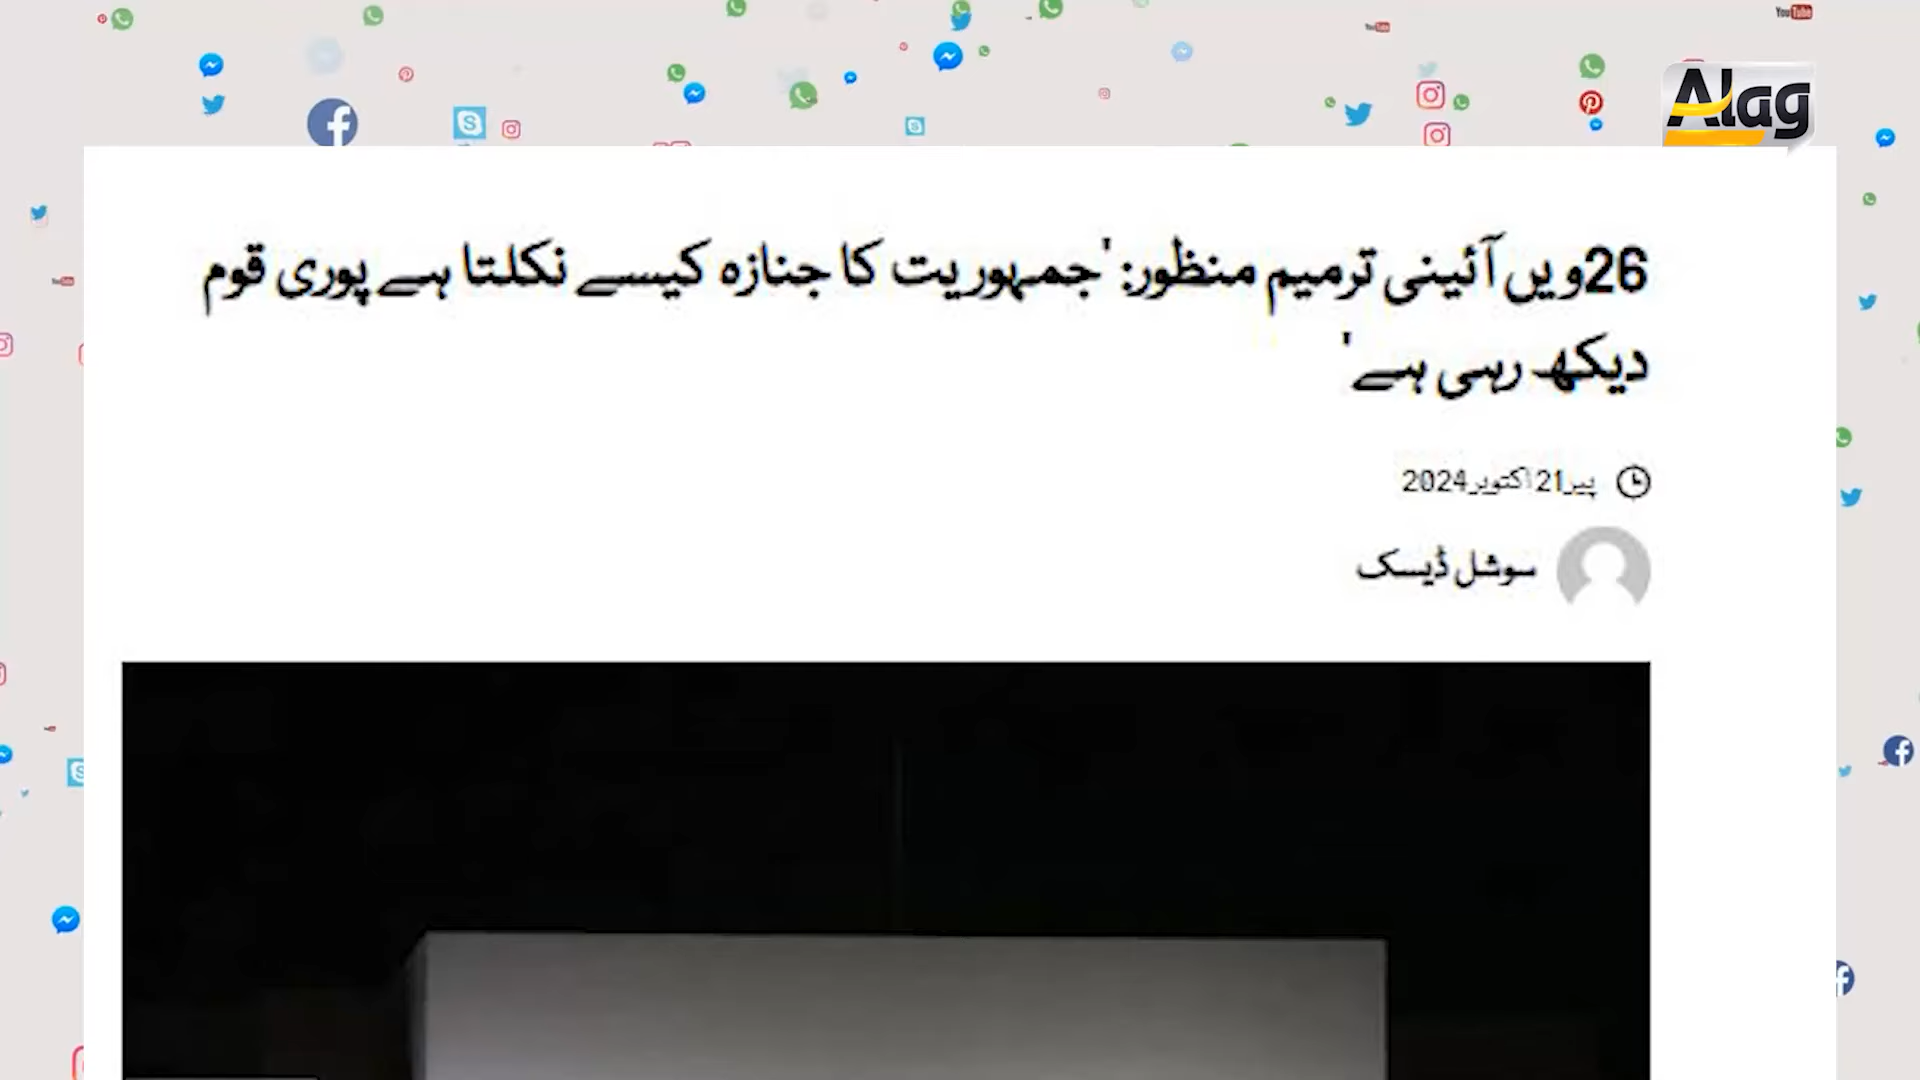 Alag
26ویں آئینی ترمیم منظور: 'جمہوریت کا جنازہ کیسے نکلتا ہے پوری قوم
دیکھ رہی ہے'
پیر 21 اکتوبر 2024
سوشل ڈیسک